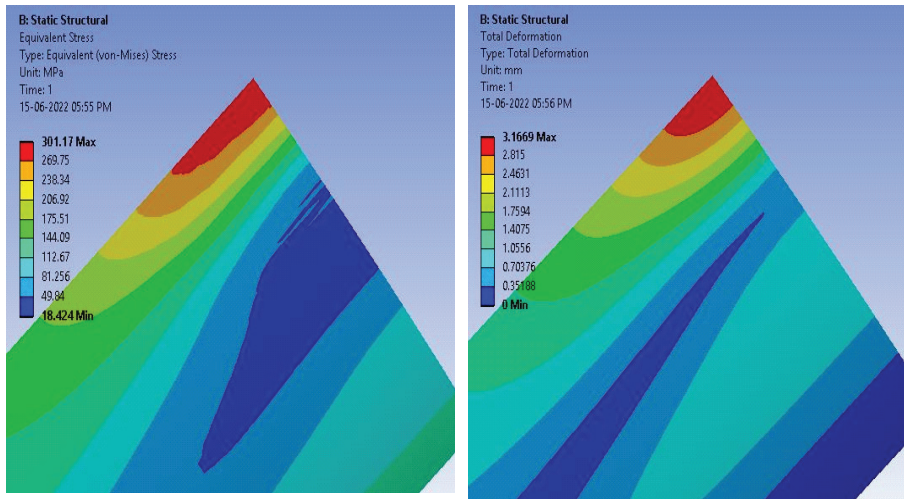 B: Static Structural
Equivalent Stress
Type: Equivalent (von-Mises) Stress
Unit: MPa
Time: 1
15-06-2022 05:55 PM
301.17 Max
269.75
238.34
206.92
175.51
144.09
112.67
81.256
49.84
18.424 Min
B: Static Structural
Total Deformation
Type: Total Deformation
Unit: mm
Time: 1
15-06-2022 05:56 PM
3.1669 Max
2.815
2.4631
2.1113
1.7594
1.4075
1.0556
0.70376
0.35188
0 Min